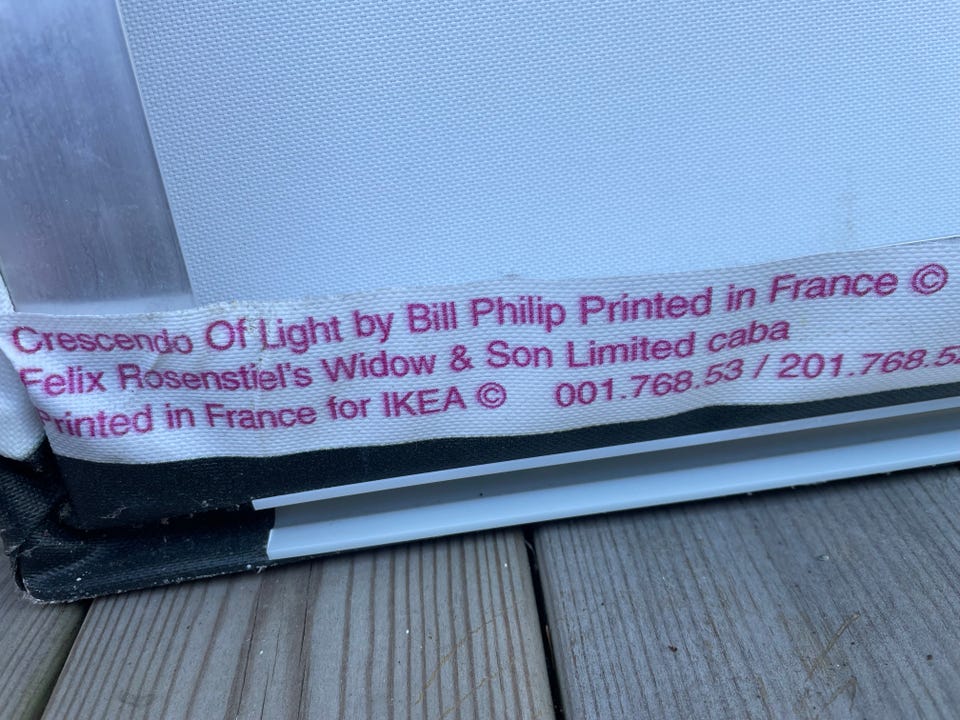 Crescendo Of Light by Bill Philip Printed in France ©
Felix Rosenstiel's Widow & Son Limited caba
Printed in France for IKEA © 001.768.53 / 201.768.52